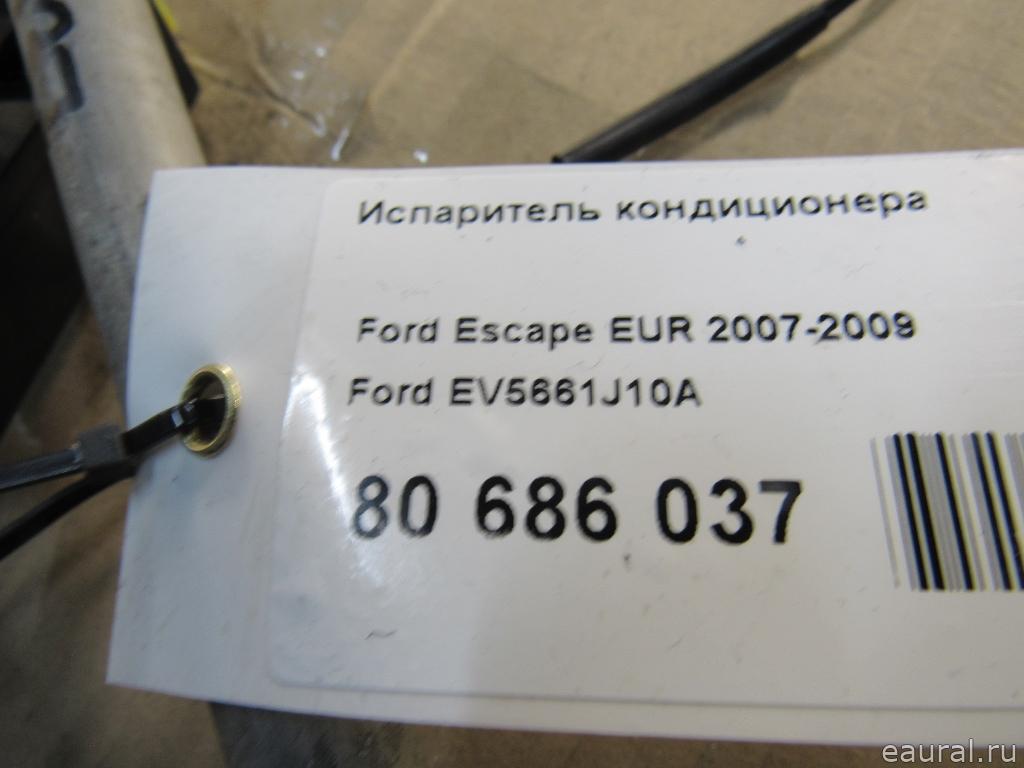 Испаритель кондиционера
Ford Escape EUR 2007-2009
Ford EV5661J10A
80 686 037
eaural.ru